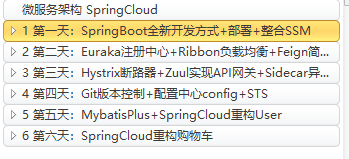 微服务架构 SpringCloud
1 第一天：SpringBoot全新开发方式+部署+整合SSM
2 第二天：Euraka注册中心+Ribbon负载均衡+Feign简...
3 第三天：Hystrix断路器+Zuul实现API网关+Sidecar异...
4 第四天：Git版本控制+配置中心config+STS
5 第五天：MybatisPlus+SpringCloud重构User
6 第六天：SpringCloud重构购物车